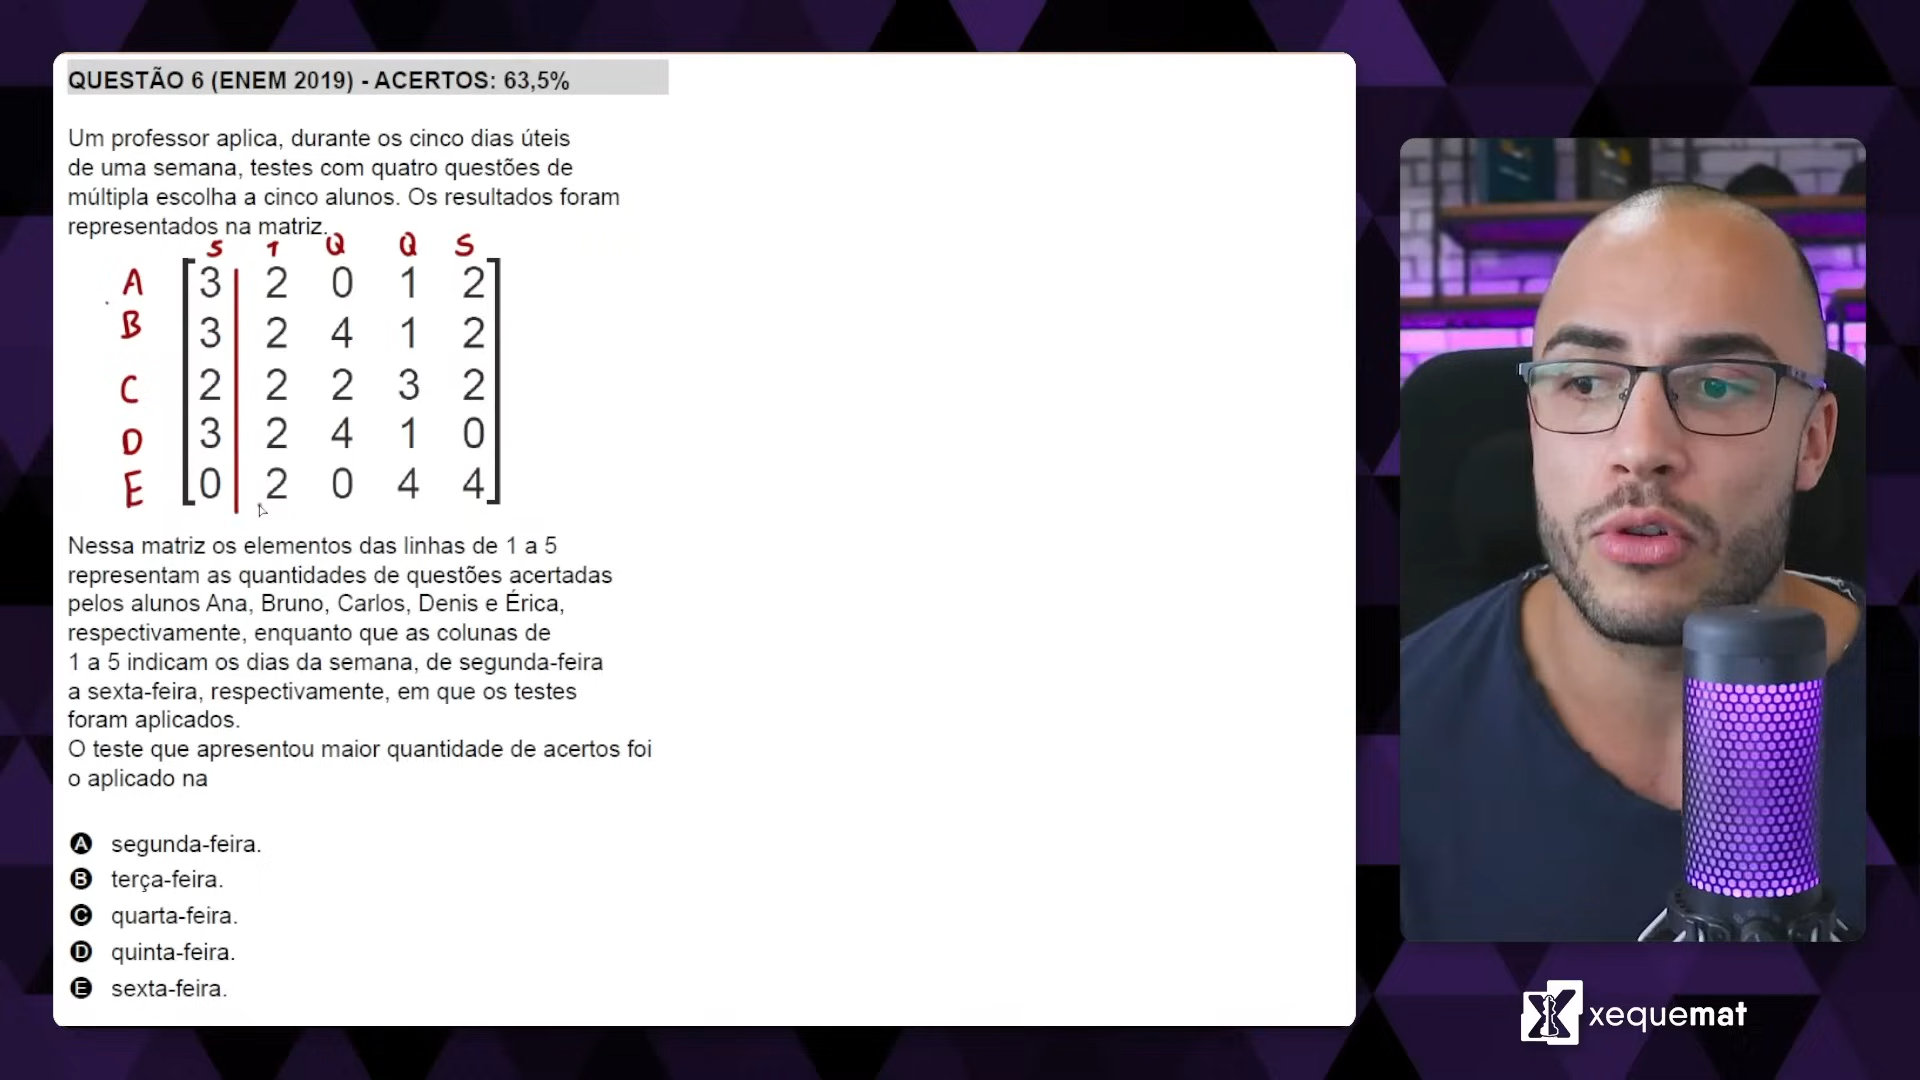 QUESTÃO 6 (ENEM 2019) - ACERTOS: 63,5%
Um professor aplica, durante os cinco dias úteis
de uma semana, testes com quatro questões de
múltipla escolha a cinco alunos. Os resultados foram
representados na matriz.
S T Q Q S
A 3 2 0 1 2
B 3 2 4 1 2
C 2 2 2 3 2
D 3 2 4 1 0
E 0 2 0 4 4
Nessa matriz os elementos das linhas de 1 a 5
representam as quantidades de questões acertadas
pelos alunos Ana, Bruno, Carlos, Denis e Érica,
respectivamente, enquanto que as colunas de
1 a 5 indicam os dias da semana, de segunda-feira
a sexta-feira, respectivamente, em que os testes
foram aplicados.
O teste que apresentou maior quantidade de acertos foi
o aplicado na
A segunda-feira.
B terça-feira.
C quarta-feira.
D quinta-feira.
E sexta-feira.
xequemat